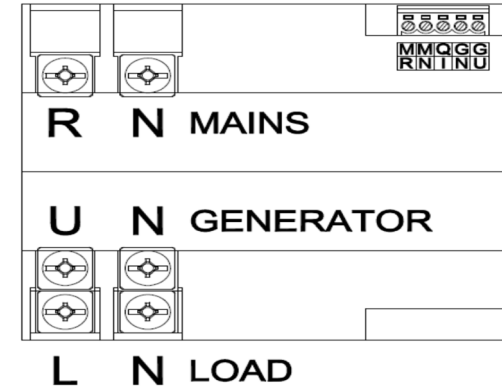 MMQGG
RNINU
R N MAINS
U N GENERATOR
L N LOAD